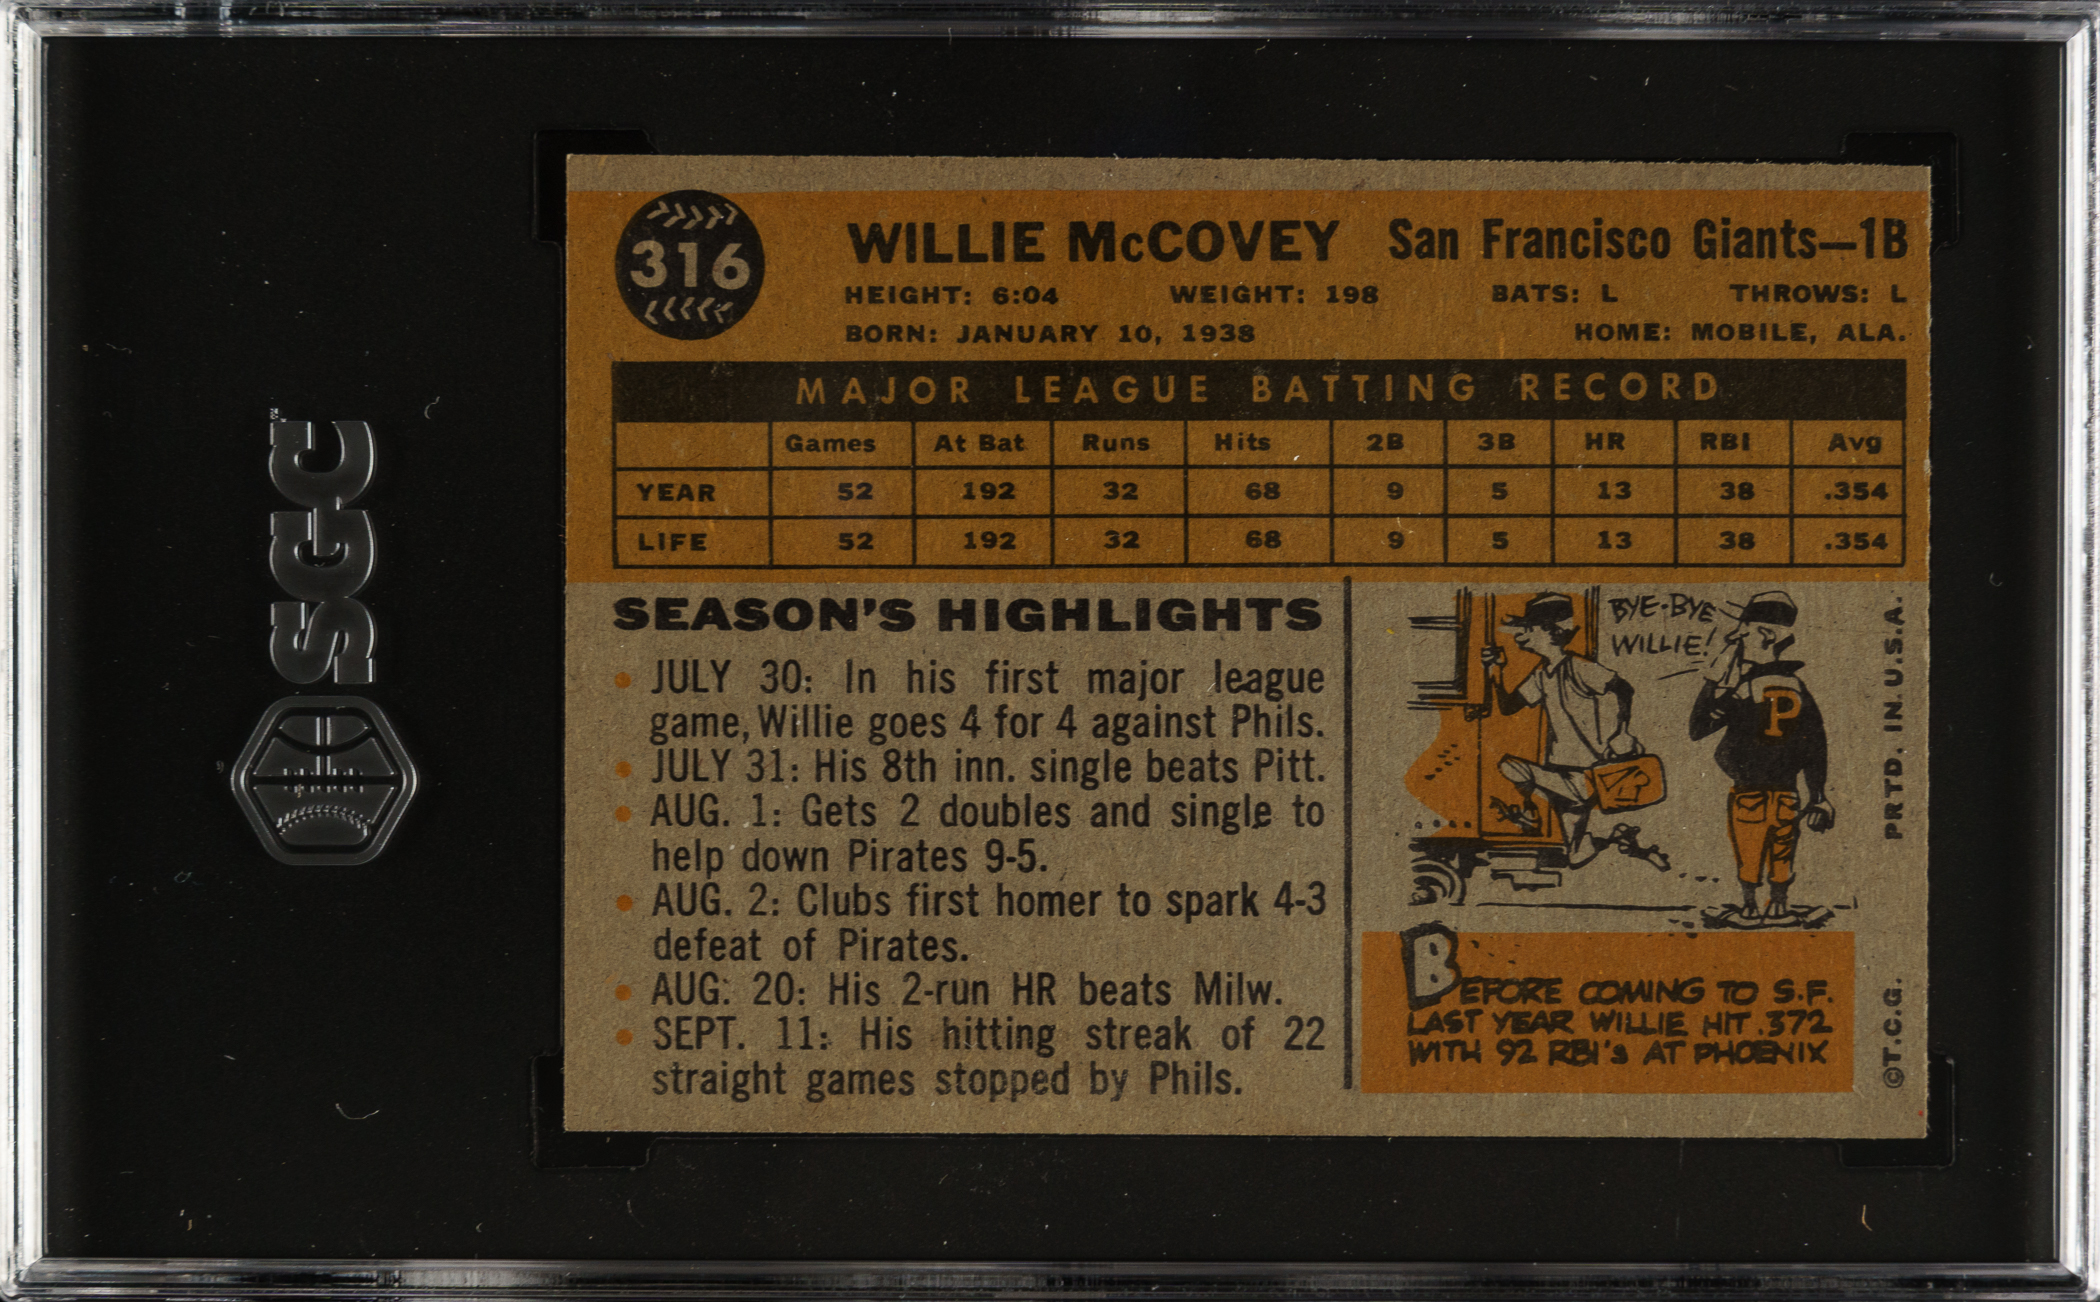 SGC
316
WILLIE McCOVEY San Francisco Giants—1B
HEIGHT: 6:04 WEIGHT: 198 BATS: L THROWS: L
BORN: JANUARY 10, 1938 HOME: MOBILE, ALA.
MAJOR LEAGUE BATTING RECORD
Games At Bat Runs Hits 2B 3B HR RBI Avg
YEAR 52 192 32 68 9 5 13 38 .354
LIFE 52 192 32 68 9 5 13 38 .354
SEASON'S HIGHLIGHTS
• JULY 30: In his first major league
game, Willie goes 4 for 4 against Phils.
• JULY 31: His 8th inn. single beats Pitt.
• AUG. 1: Gets 2 doubles and single to
help down Pirates 9-5.
• AUG. 2: Clubs first homer to spark 4-3
defeat of Pirates.
• AUG. 20: His 2-run HR beats Milw.
• SEPT. 11: His hitting streak of 22
straight games stopped by Phils.
BYE-BYE
WILLIE!
P
BEFORE COMING TO S.F.
LAST YEAR WILLIE HIT .372
WITH 92 RBI's AT PHOENIX
©T.C.G. PRTD. IN. U.S.A.